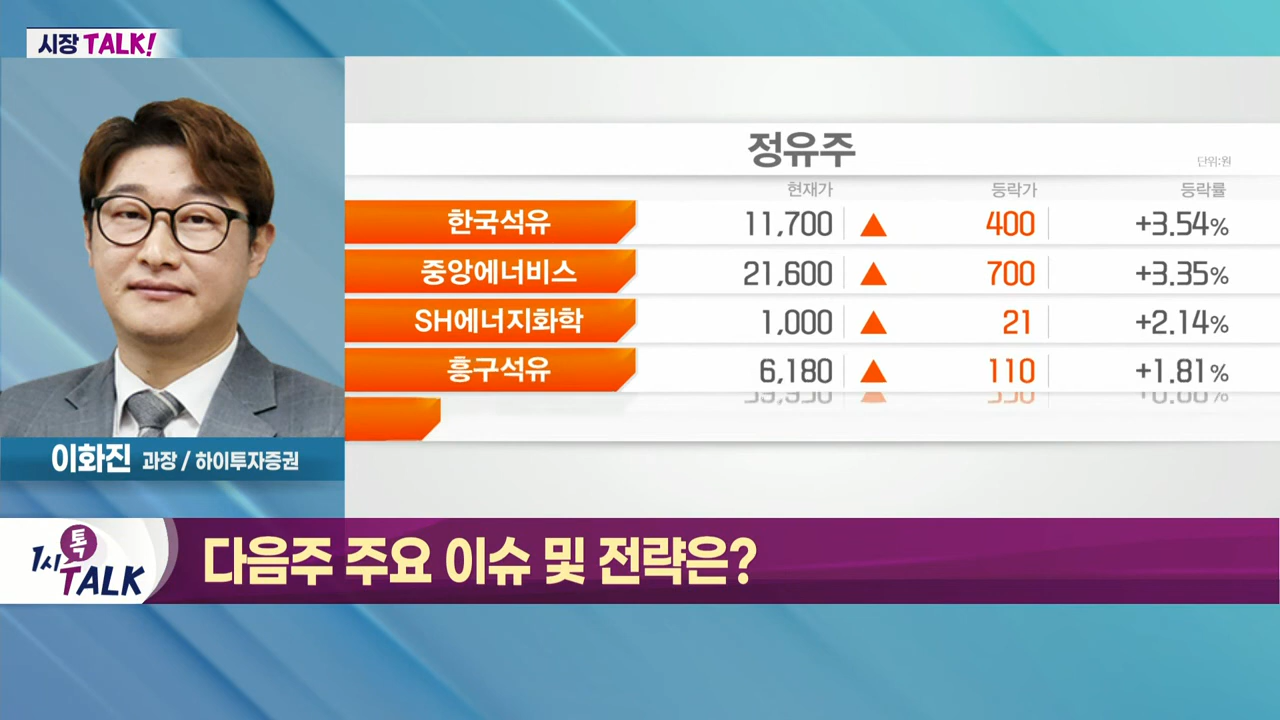 시장 TALK!
정유주
단위:원
현재가 등락가 등락률
한국석유 11,700 ▲ 400 +3.54%
중앙에너비스 21,600 ▲ 700 +3.35%
SH에너지화학 1,000 ▲ 21 +2.14%
흥구석유 6,180 ▲ 110 +1.81%
이화진 과장 / 하이투자증권
1시 톡 TALK
다음주 주요 이슈 및 전략은?